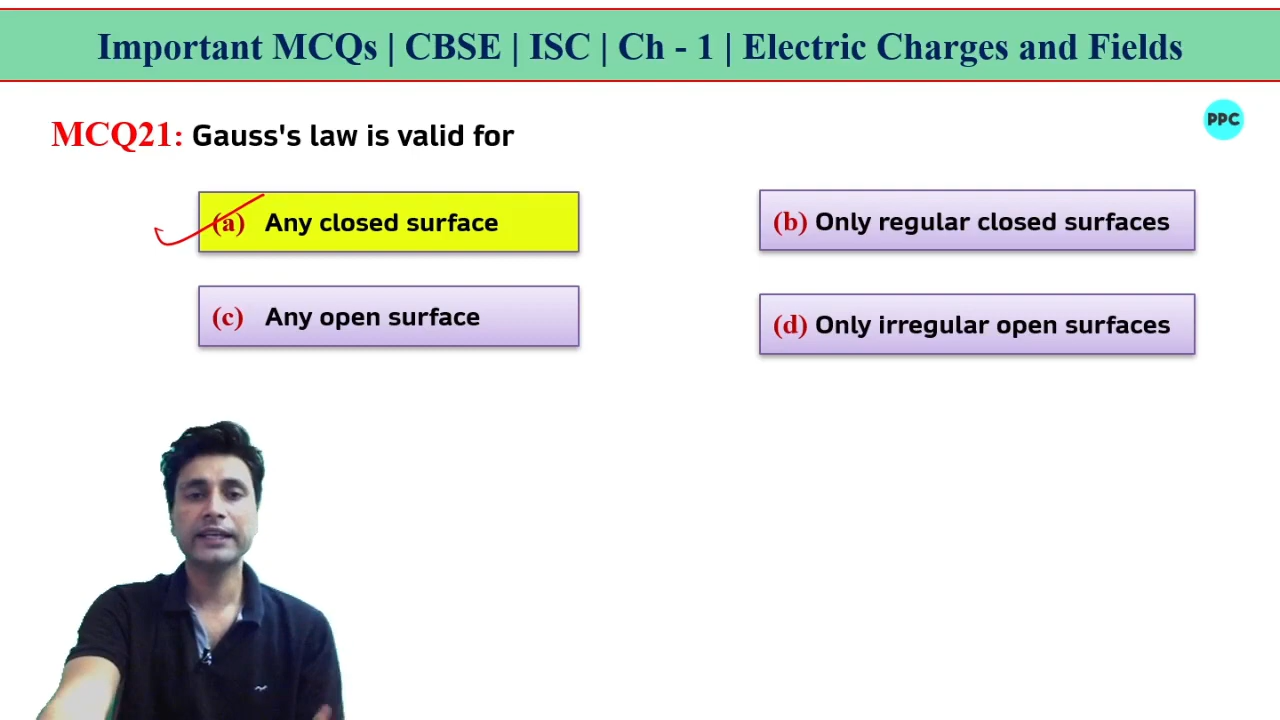 Important MCQs | CBSE | ISC | Ch - 1 | Electric Charges and Fields
PPC
MCQ21: Gauss's law is valid for
(a) Any closed surface
(b) Only regular closed surfaces
(c) Any open surface
(d) Only irregular open surfaces